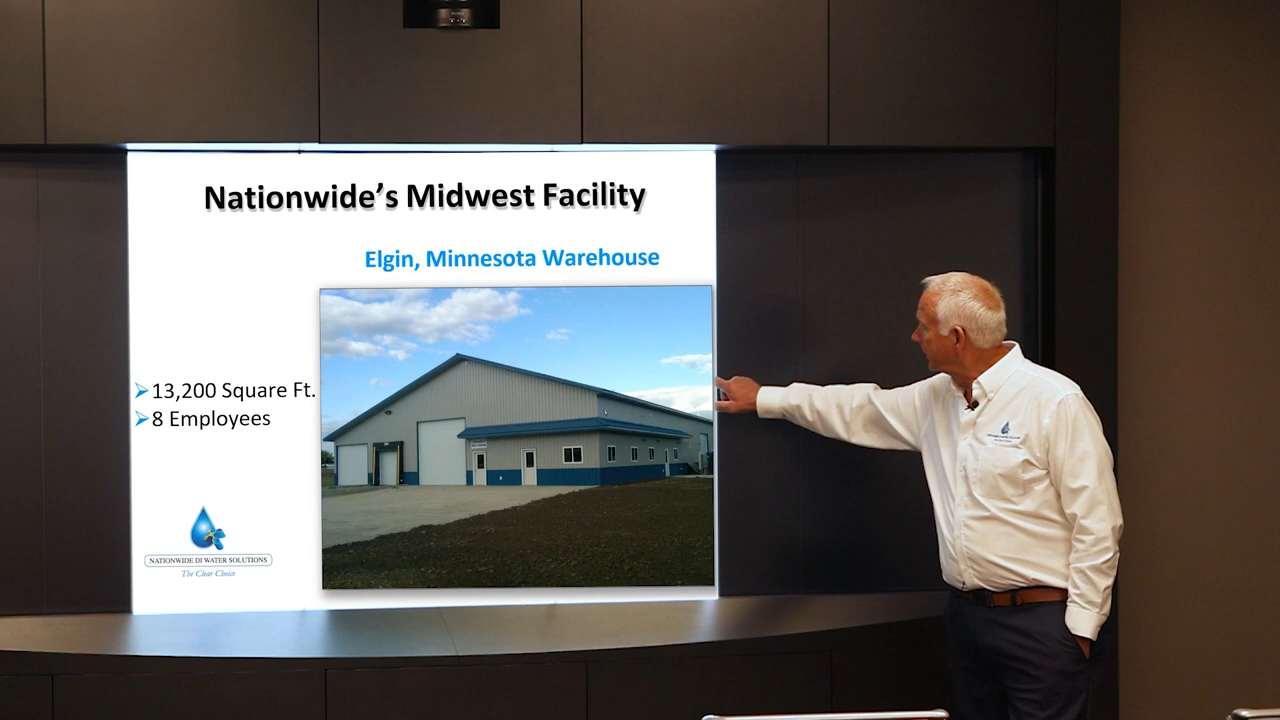 Nationwide's Midwest Facility
Elgin, Minnesota Warehouse
13,200 Square Ft.
8 Employees
NATIONWIDE DI WATER SOLUTIONS
The Clear Choice